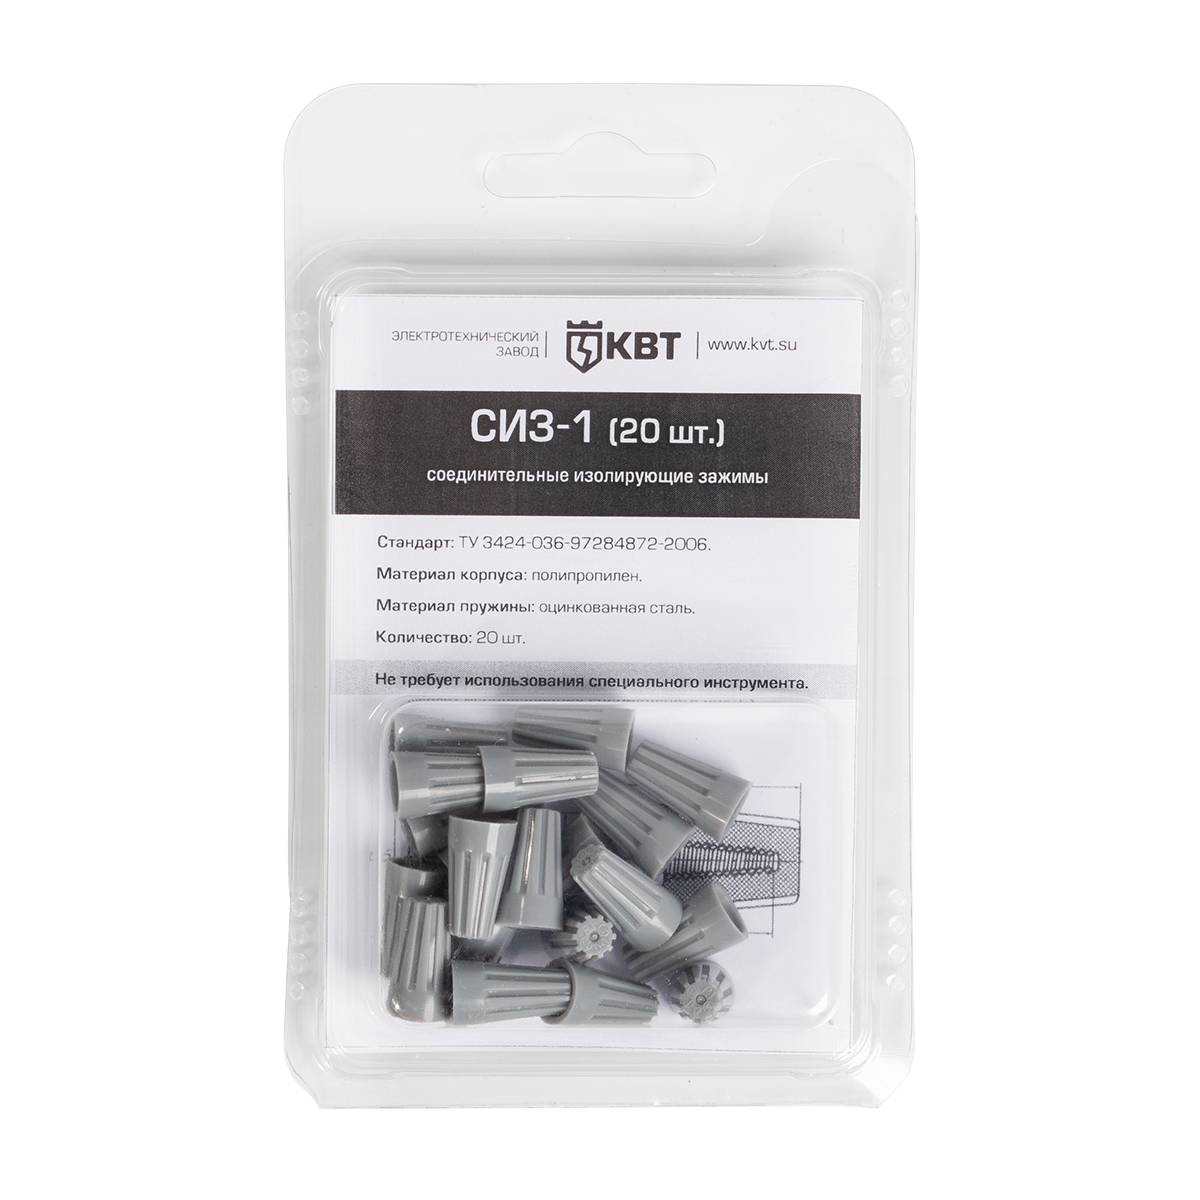 ЭЛЕКТРОТЕХНИЧЕСКИЙ
ЗАВОД
КВТ
www.kvt.su
СИЗ-1 (20 шт.)
соединительные изолирующие зажимы
Стандарт: ТУ 3424-036-97284872-2006.
Материал корпуса: полипропилен.
Материал пружины: оцинкованная сталь.
Количество: 20 шт.
Не требует использования специального инструмента.